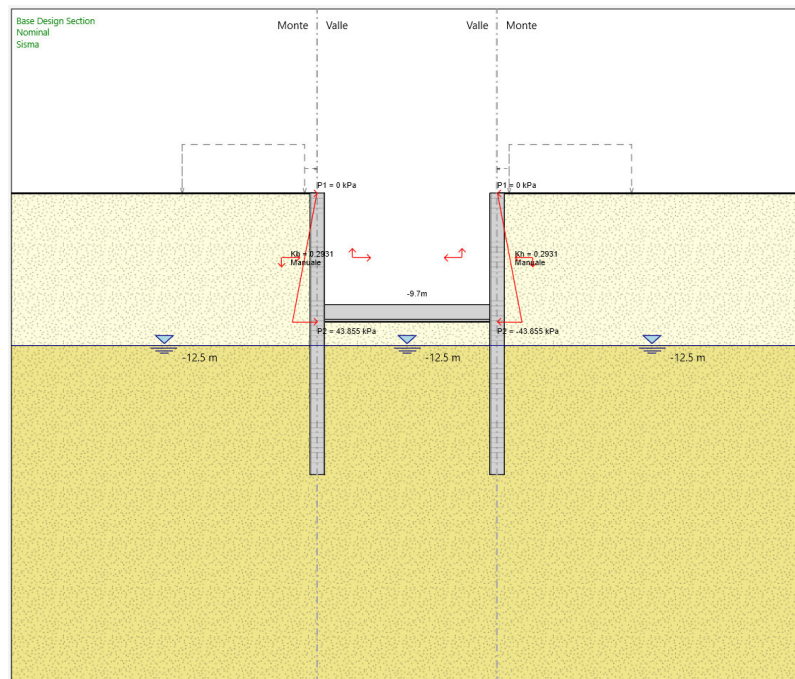 Base Design Section
Nominal
Sisma
Monte Valle
Valle Monte
P1 = 0 kPa
P1 = 0 kPa
Kh = 0.2931
Manuale
Kh = 0.2931
Manuale
-9.7m
P2 = 43.855 kPa
P2 = -43.855 kPa
-12.5 m
-12.5 m
-12.5 m